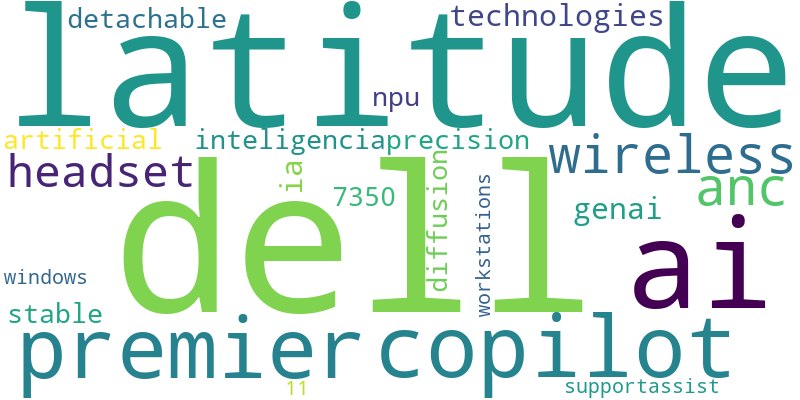 detachable
technologies
latitude
npu
artificial
inteligencia
precision
wireless
headset
ia
diffusion
7350
workstations
anc
genai
dell
ai
windows
stable
premier
copilot
11
supportassist